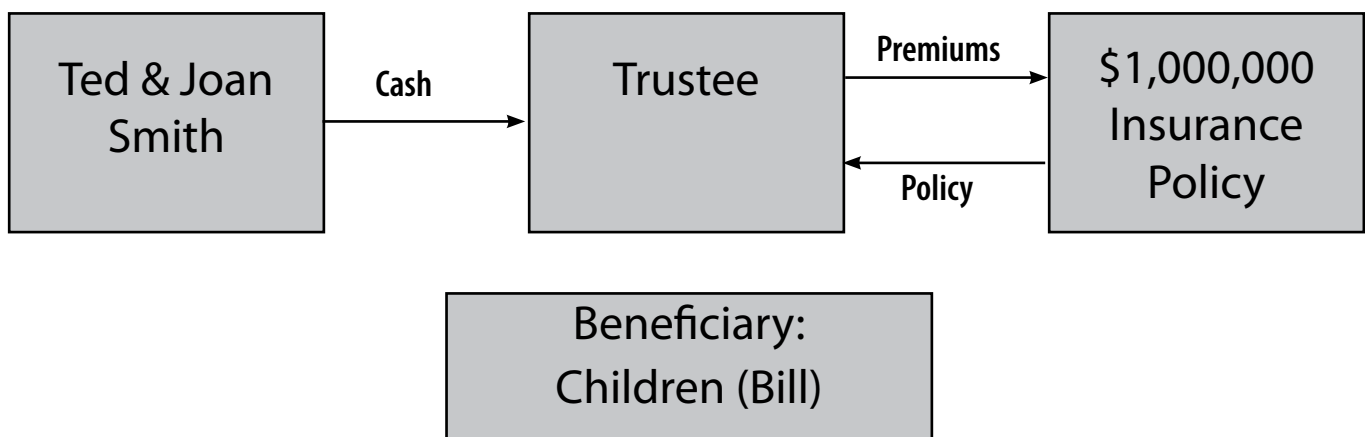 Ted & Joan
Smith
Cash
Trustee
Premiums
Policy
$1,000,000
Insurance
Policy
Beneficiary:
Children (Bill)